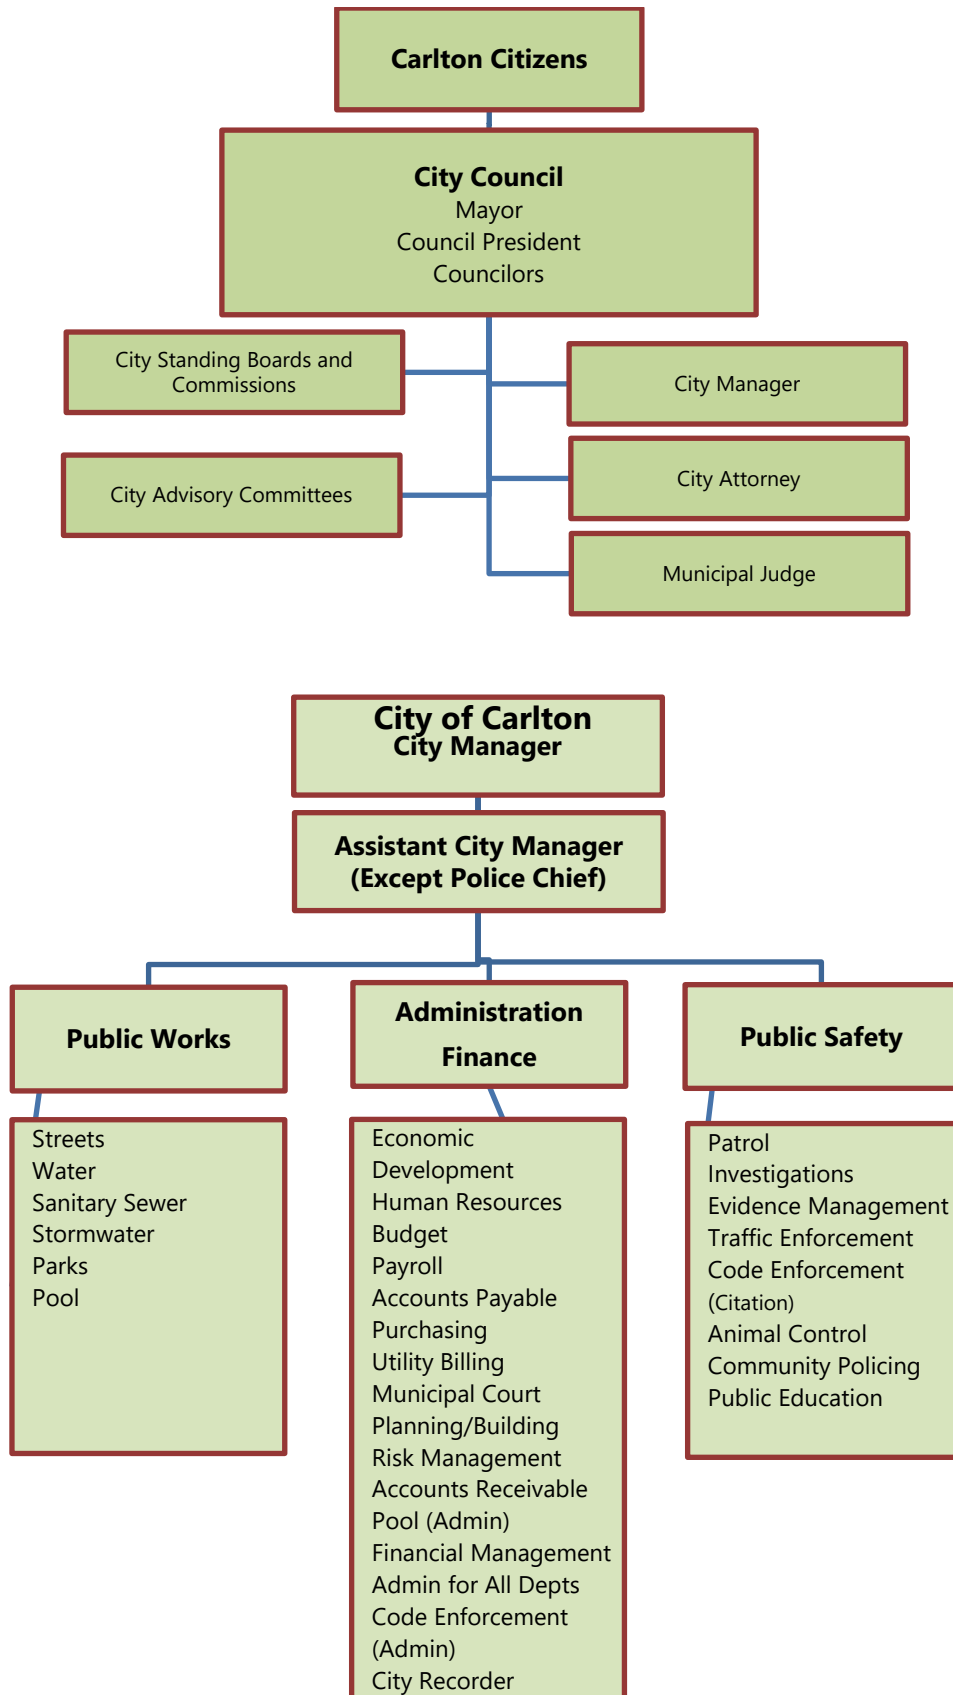 Carlton Citizens
City Council
Mayor
Council President
Councilors
City Standing Boards and
Commissions
City Manager
City Advisory Committees
City Attorney
Municipal Judge
City of Carlton
City Manager
Assistant City Manager
(Except Police Chief)
Public Works
Administration
Finance
Public Safety
Streets
Water
Sanitary Sewer
Stormwater
Parks
Pool
Economic
Development
Human Resources
Budget
Payroll
Accounts Payable
Purchasing
Utility Billing
Municipal Court
Planning/Building
Risk Management
Accounts Receivable
Pool (Admin)
Financial Management
Admin for All Depts
Code Enforcement
(Admin)
City Recorder
Patrol
Investigations
Evidence Management
Traffic Enforcement
Code Enforcement
(Citation)
Animal Control
Community Policing
Public Education